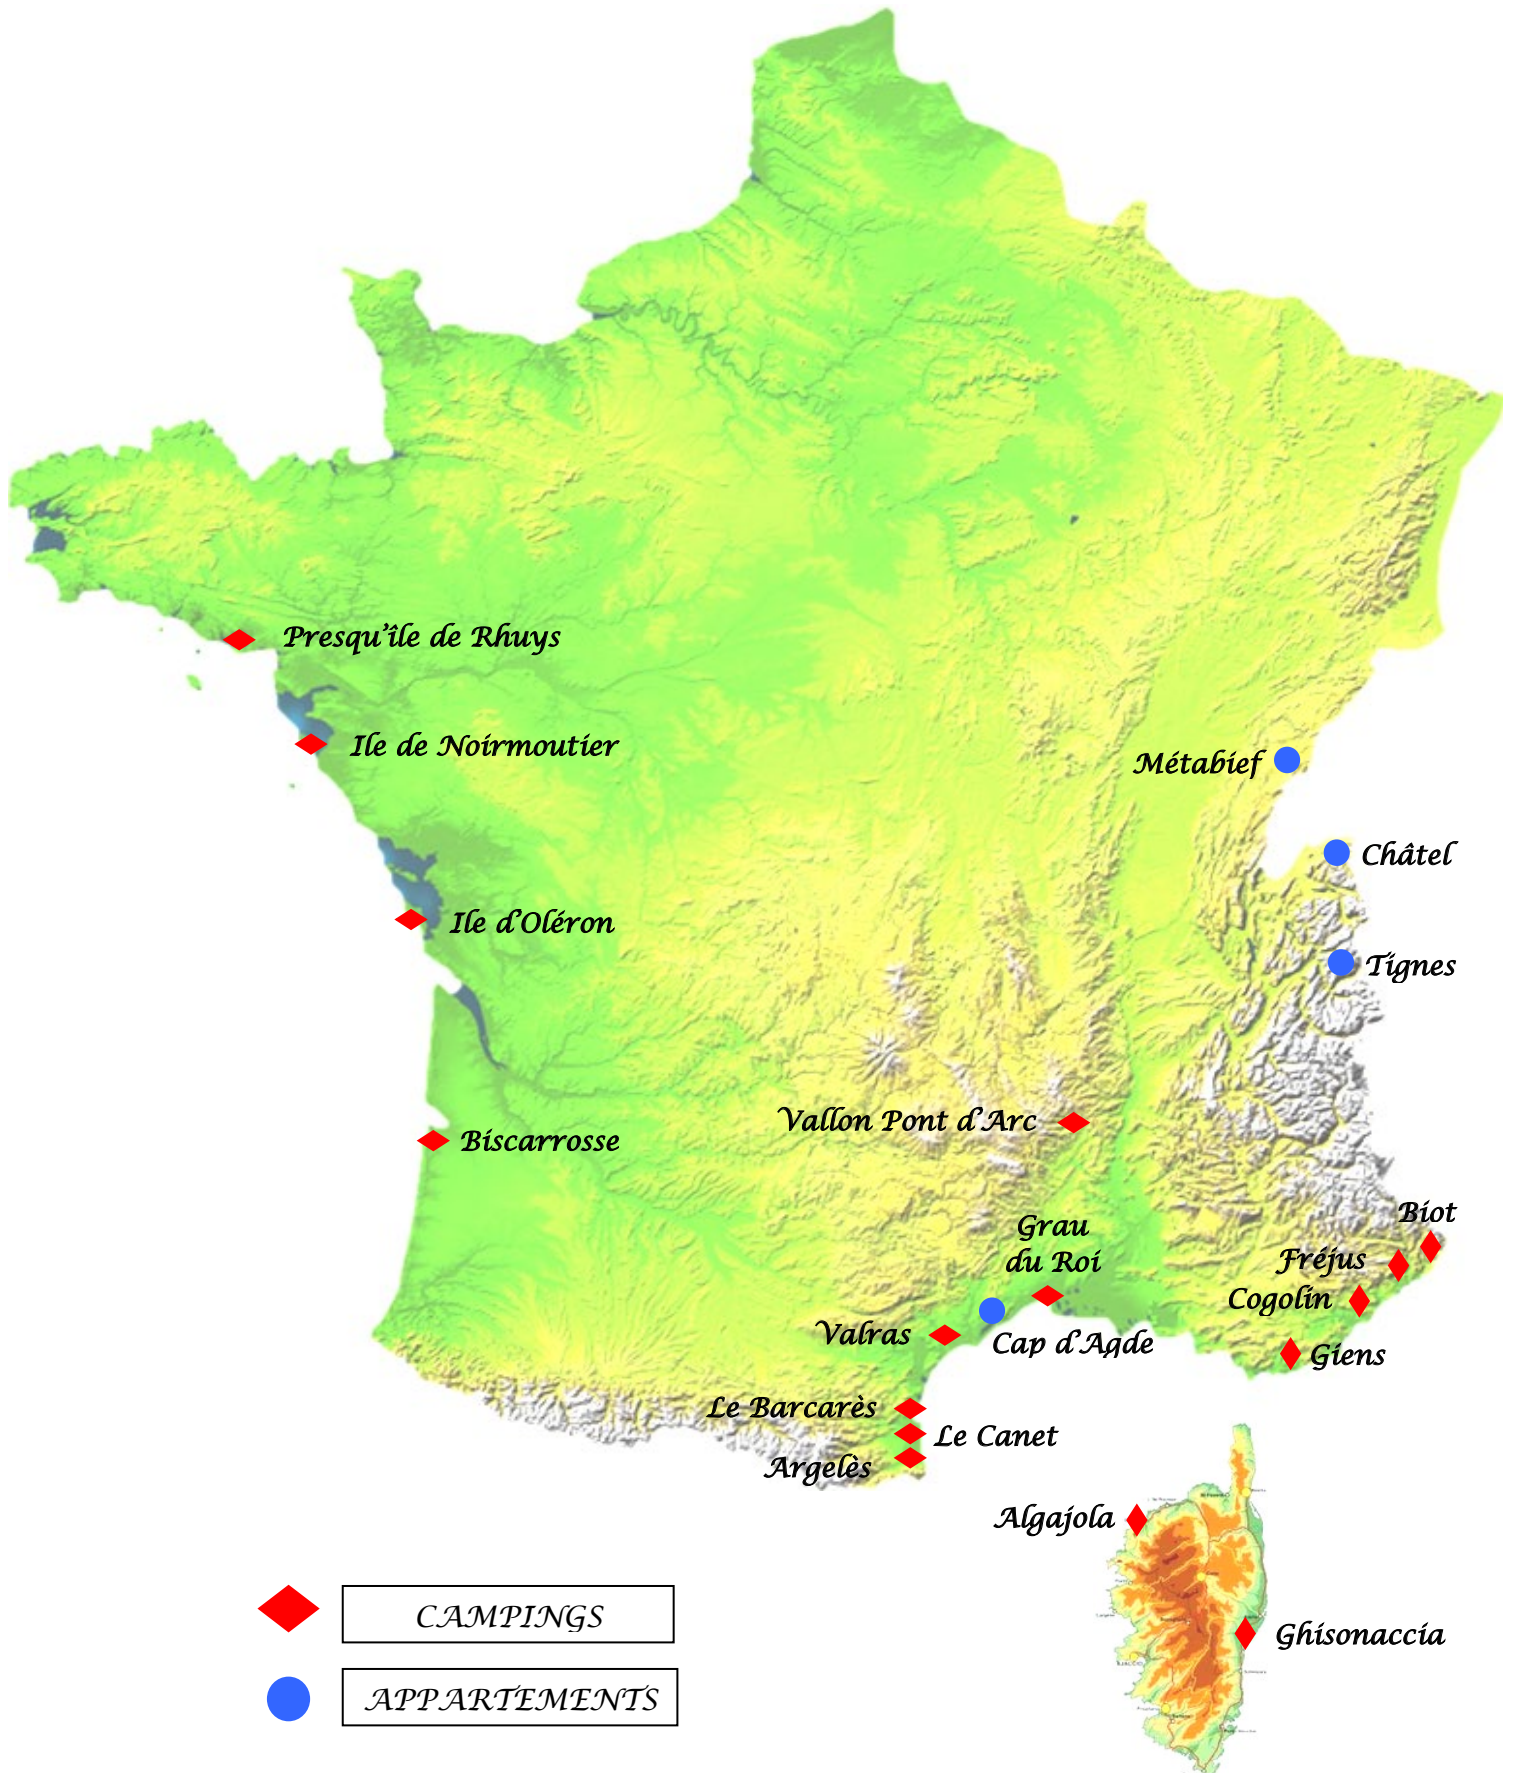 Presqu'île de Rhuys
Ile de Noirmoutier
Métabief
Châtel
Ile d'Oléron
Tignes
Vallon Pont d'Arc
Biscarrosse
Biot
Grau
du Roi
Fréjus
Cogolin
Valras
Cap d'Agde
Giens
Le Barcarès
Le Canet
Argelès
Algajola
Ghisonaccia
CAMPINGS
APPARTEMENTS